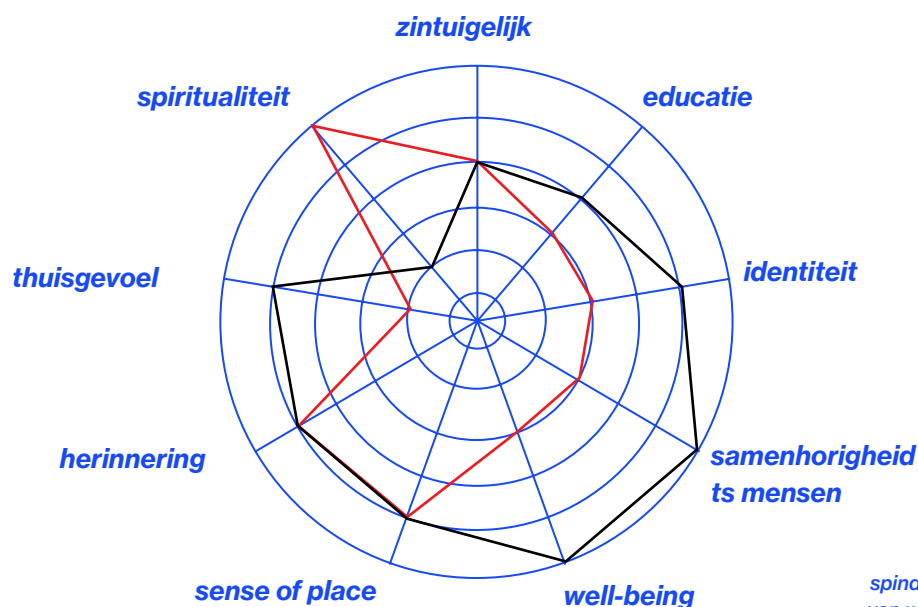 zintuigelijk
spiritualiteit
educatie
thuisgevoel
identiteit
herinnering
samenhorigheid
ts mensen
sense of place
well-being